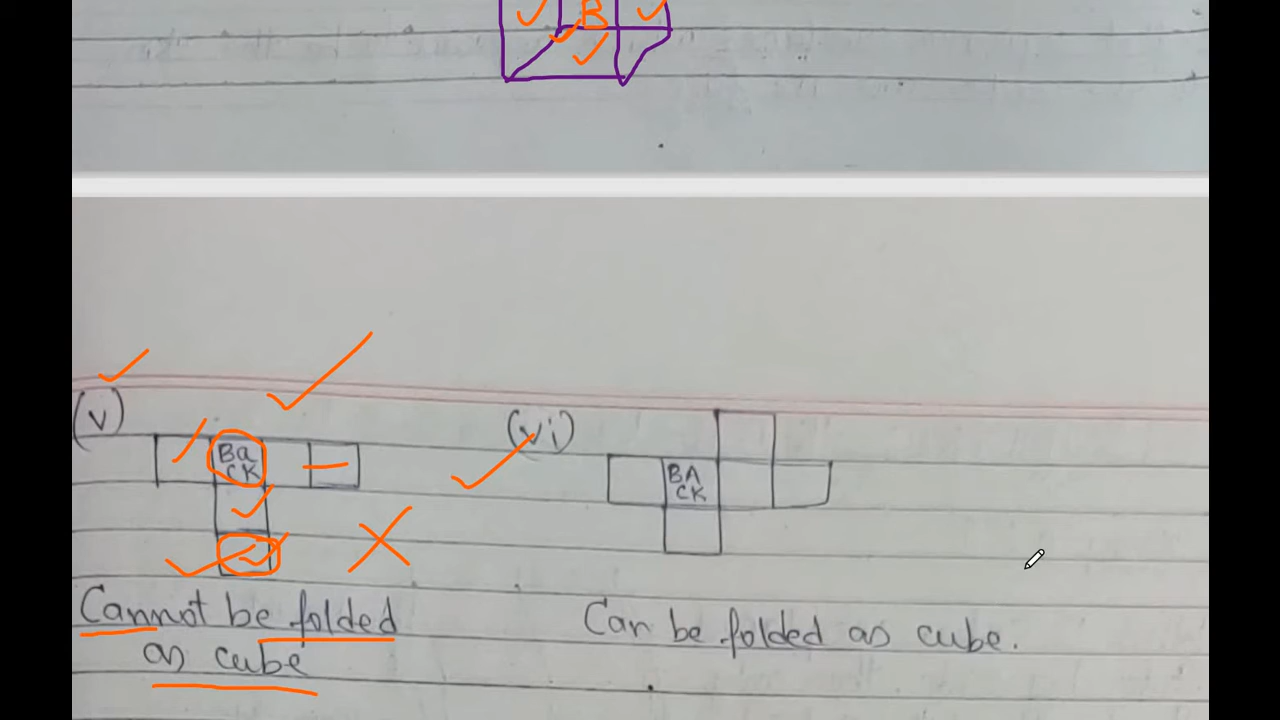 B
(v)
Ba
CK
Cannot be folded
as cube
(vi)
BA
CK
Can be folded as cube.